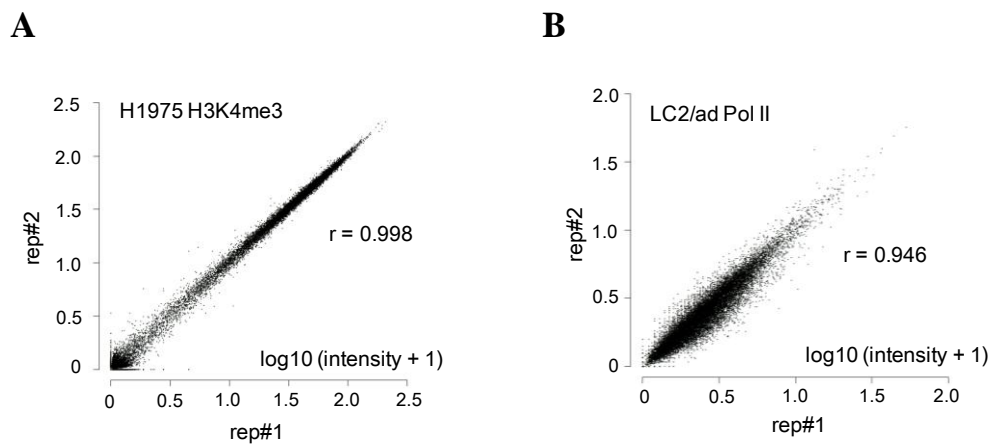 A
H1975 H3K4me3
2.5
2.0
1.5
1.0
0.5
0
rep#2
r = 0.998
log10 (intensity + 1)
0 0.5 1.0 1.5 2.0 2.5
rep#1
B
LC2/ad Pol II
2.0
1.5
1.0
0.5
0
rep#2
r = 0.946
log10 (intensity + 1)
0 0.5 1.0 1.5 2.0
rep#1